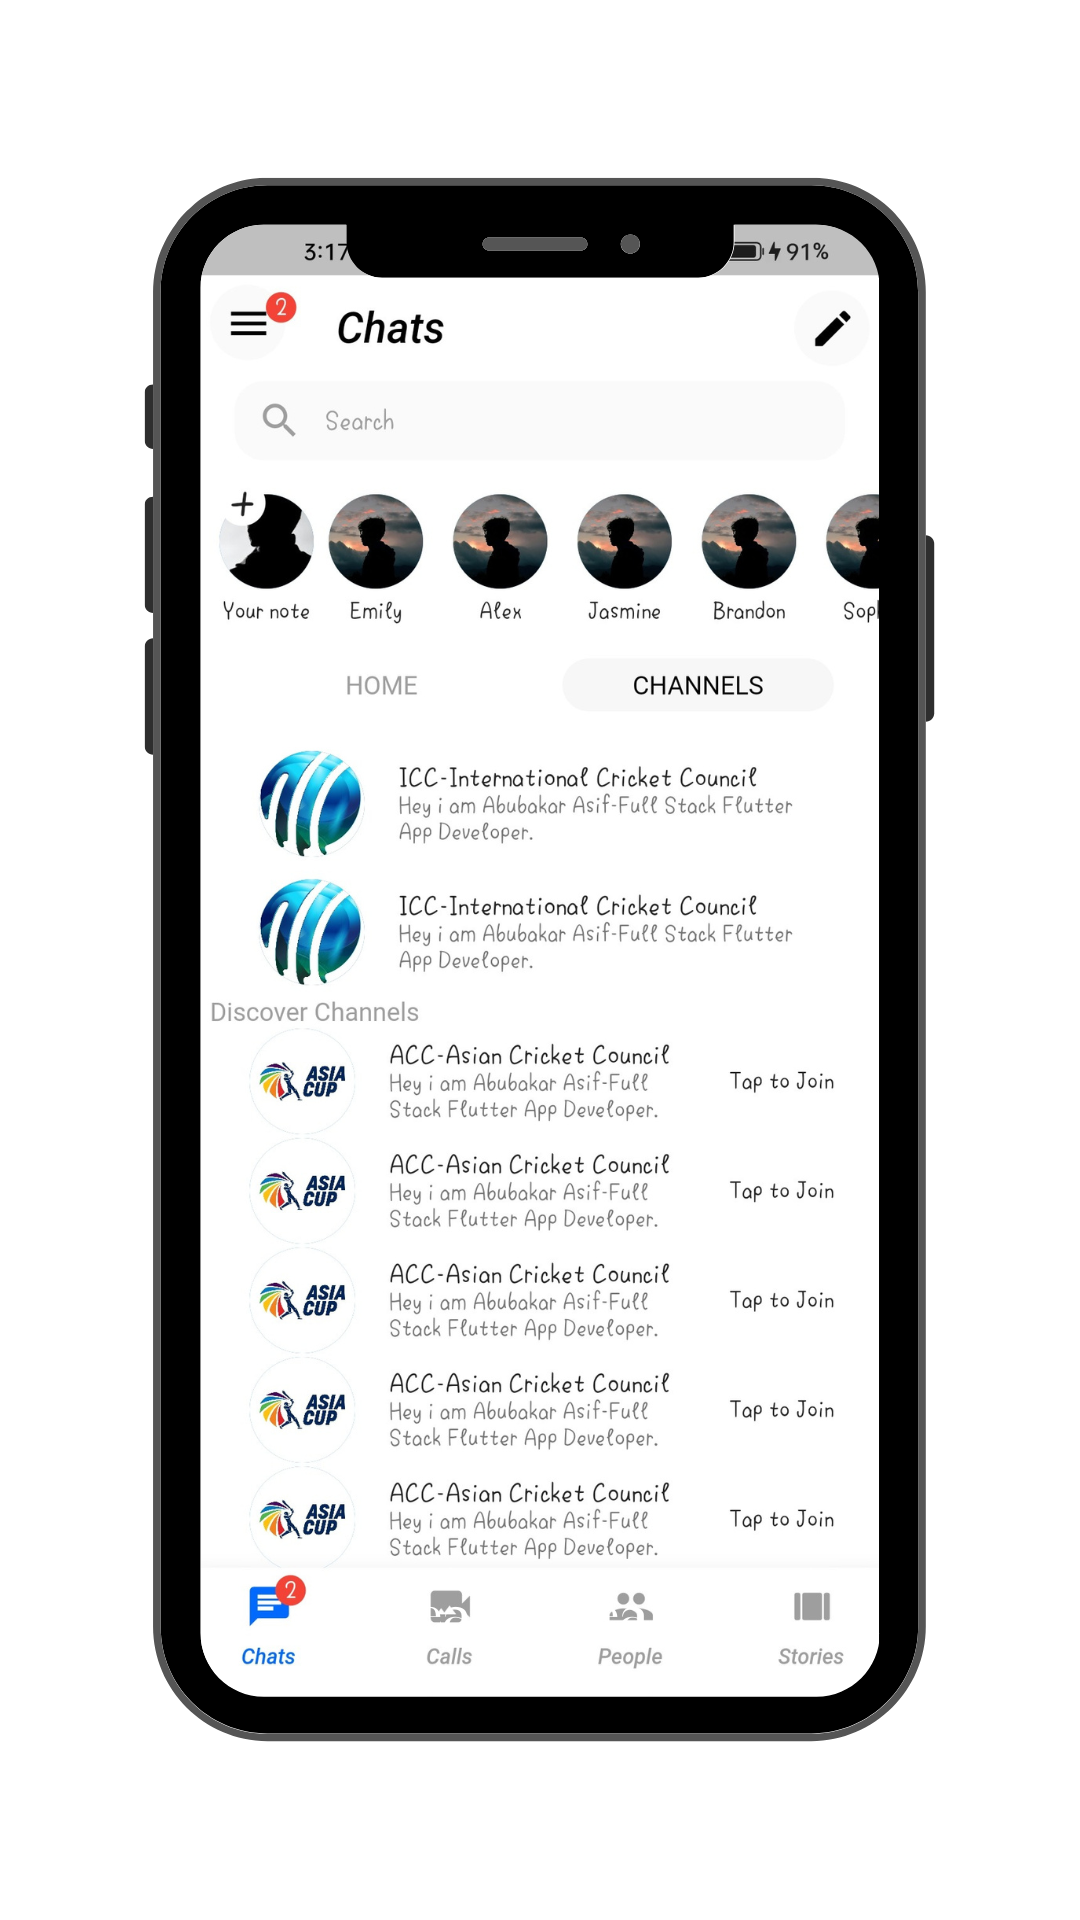 3:17
91%
2
Chats
Search
Your note
Emily
Alex
Jasmine
Brandon
Soph
HOME
CHANNELS
ICC-International Cricket Council
Hey i am Abubakar Asif-Full Stack Flutter
App Developer.
ICC-International Cricket Council
Hey i am Abubakar Asif-Full Stack Flutter
App Developer.
Discover Channels
ASIA
CUP
ACC-Asian Cricket Council
Hey i am Abubakar Asif-Full
Stack Flutter App Developer.
Tap to Join
ASIA
CUP
ACC-Asian Cricket Council
Hey i am Abubakar Asif-Full
Stack Flutter App Developer.
Tap to Join
ASIA
CUP
ACC-Asian Cricket Council
Hey i am Abubakar Asif-Full
Stack Flutter App Developer.
Tap to Join
ASIA
CUP
ACC-Asian Cricket Council
Hey i am Abubakar Asif-Full
Stack Flutter App Developer.
Tap to Join
ASIA
CUP
ACC-Asian Cricket Council
Hey i am Abubakar Asif-Full
Stack Flutter App Developer.
Tap to Join
2
Chats
Calls
People
Stories